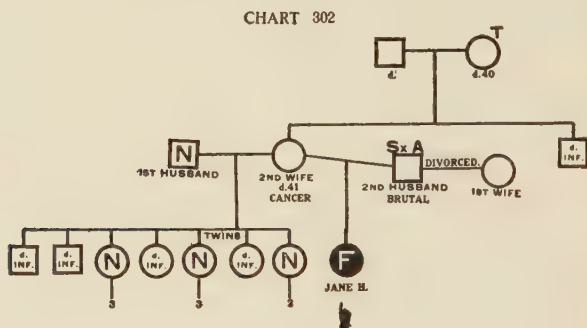 CHART 302
T
d.
d.40
N
1ST HUSBAND
2ND WIFE
d.41
CANCER
Sx A
2ND HUSBAND
BRUTAL
DIVORCED.
1ST WIFE
d.
INF.
TWINS
d.
INF.
d.
INF.
N
d.
INF.
N
d.
INF.
N
F
3
3
2
JANE H.